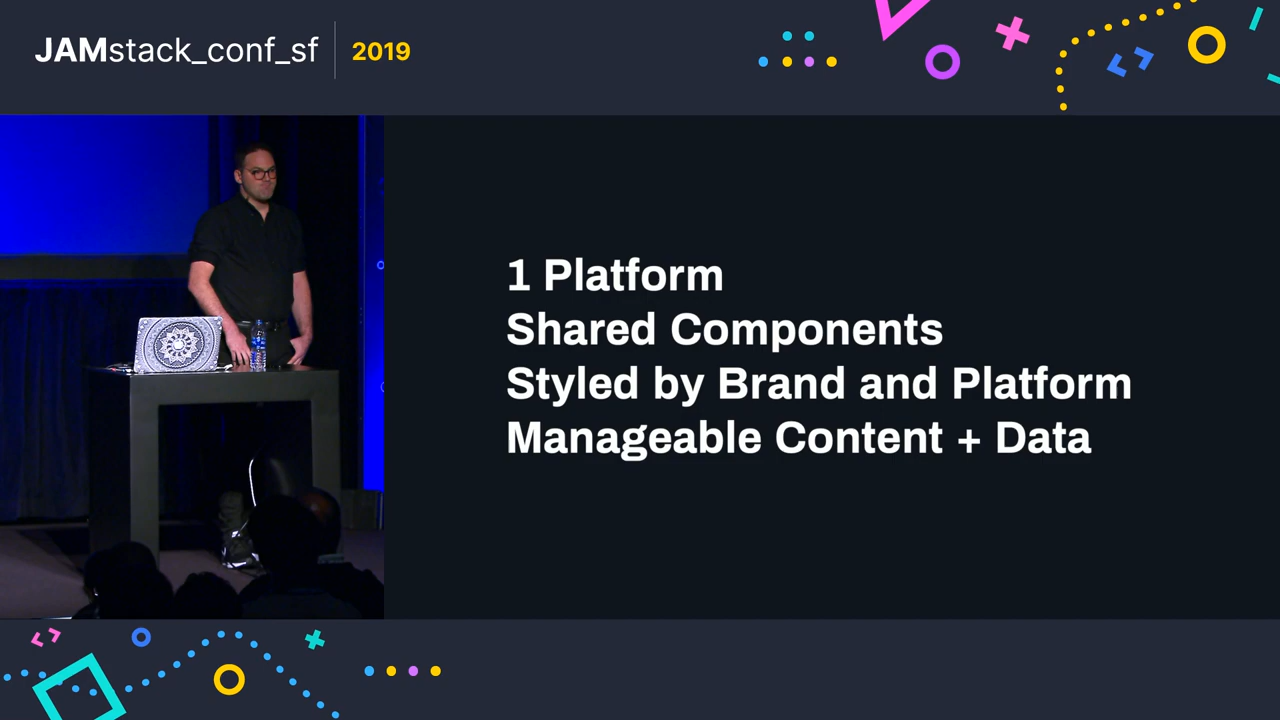 JAMstack_conf_sf 2019
1 Platform
Shared Components
Styled by Brand and Platform
Manageable Content + Data